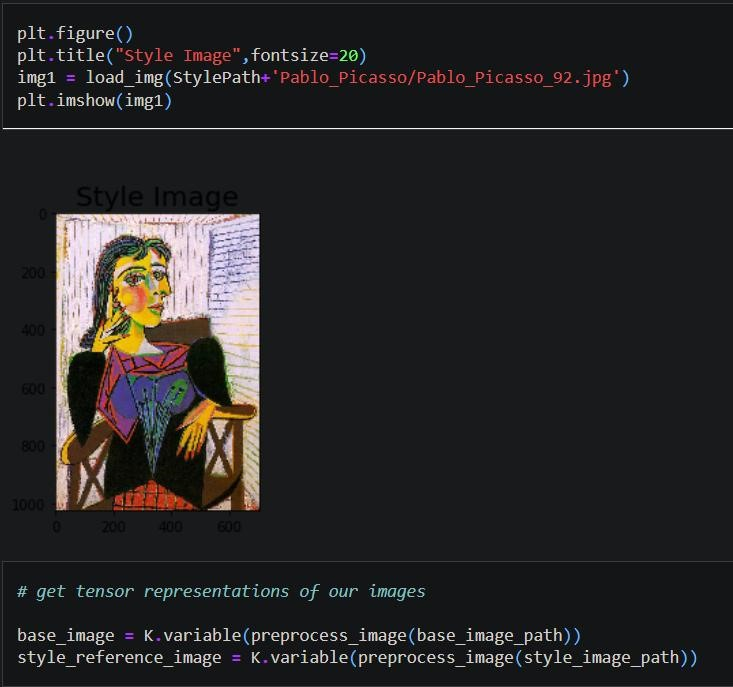 plt.figure()
plt.title("Style Image",fontsize=20)
img1 = load_img(StylePath+'Pablo_Picasso/Pablo_Picasso_92.jpg')
plt.imshow(img1)
Style Image
0
200
400
600
800
1000
0 200 400 600
# get tensor representations of our images
base_image = K.variable(preprocess_image(base_image_path))
style_reference_image = K.variable(preprocess_image(style_image_path))